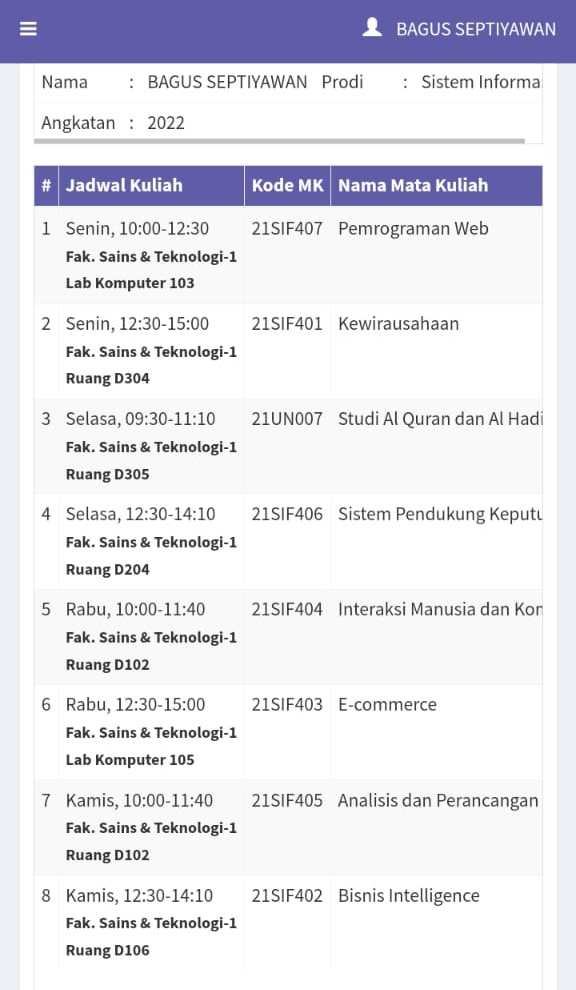 BAGUS SEPTIYAWAN
Nama : BAGUS SEPTIYAWAN Prodi : Sistem Informa
Angkatan : 2022
# Jadwal Kuliah Kode MK Nama Mata Kuliah
1 Senin, 10:00-12:30 21SIF407 Pemrograman Web
Fak. Sains & Teknologi-1
Lab Komputer 103
2 Senin, 12:30-15:00 21SIF401 Kewirausahaan
Fak. Sains & Teknologi-1
Ruang D304
3 Selasa, 09:30-11:10 21UN007 Studi Al Quran dan Al Hadi
Fak. Sains & Teknologi-1
Ruang D305
4 Selasa, 12:30-14:10 21SIF406 Sistem Pendukung Keputu
Fak. Sains & Teknologi-1
Ruang D204
5 Rabu, 10:00-11:40 21SIF404 Interaksi Manusia dan Kom
Fak. Sains & Teknologi-1
Ruang D102
6 Rabu, 12:30-15:00 21SIF403 E-commerce
Fak. Sains & Teknologi-1
Lab Komputer 105
7 Kamis, 10:00-11:40 21SIF405 Analisis dan Perancangan
Fak. Sains & Teknologi-1
Ruang D102
8 Kamis, 12:30-14:10 21SIF402 Bisnis Intelligence
Fak. Sains & Teknologi-1
Ruang D106